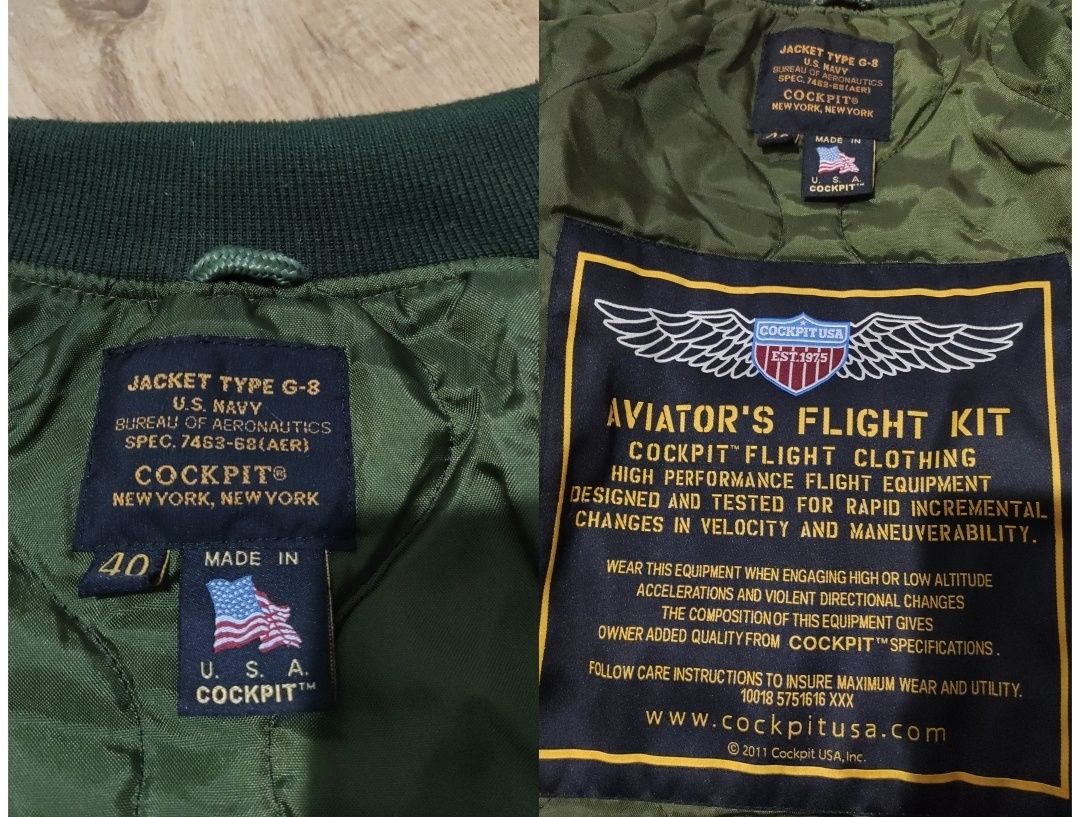 JACKET TYPE G-8
U.S. NAVY
BUREAU OF AERONAUTICS
SPEC. 7463-68(AER)
COCKPIT®
NEW YORK, NEW YORK
40
MADE IN
U. S. A.
COCKPIT™
JACKET TYPE G-8
U.S. NAVY
BUREAU OF AERONAUTICS
SPEC. 7463-68(AER)
COCKPIT®
NEW YORK, NEW YORK
MADE IN
U. S. A.
COCKPIT™
COCKPIT USA
EST. 1975
AVIATOR'S FLIGHT KIT
COCKPIT™ FLIGHT CLOTHING
HIGH PERFORMANCE FLIGHT EQUIPMENT
DESIGNED AND TESTED FOR RAPID INCREMENTAL
CHANGES IN VELOCITY AND MANEUVERABILITY.
WEAR THIS EQUIPMENT WHEN ENGAGING HIGH OR LOW ALTITUDE
ACCELERATIONS AND VIOLENT DIRECTIONAL CHANGES
THE COMPOSITION OF THIS EQUIPMENT GIVES
OWNER ADDED QUALITY FROM COCKPIT™ SPECIFICATIONS.
FOLLOW CARE INSTRUCTIONS TO INSURE MAXIMUM WEAR AND UTILITY.
10018 5751616 XXX
www.cockpitusa.com
© 2011 Cockpit USA, Inc.